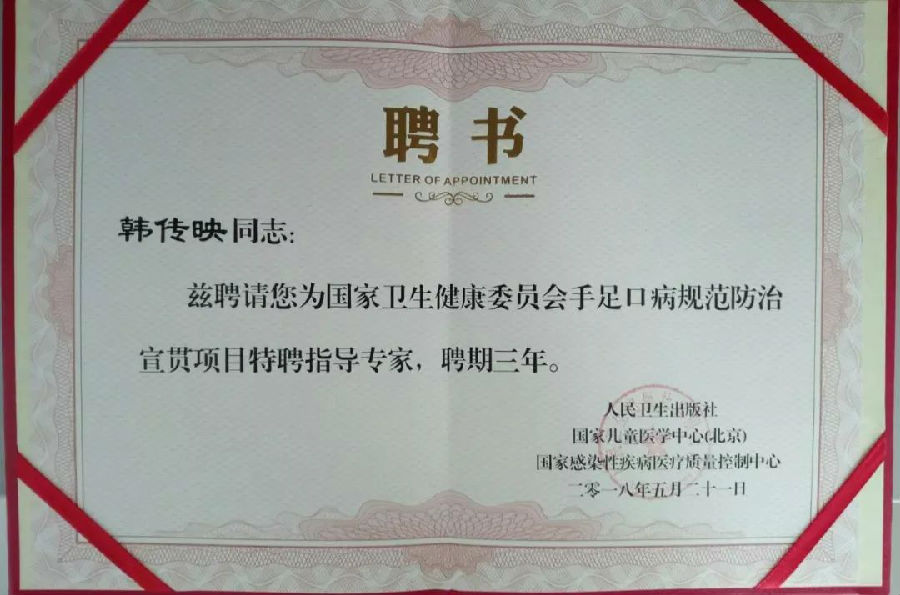 聘书
LETTER OF APPOINTMENT
韩传映同志:
兹聘请您为国家卫生健康委员会手足口病规范防治
宣贯项目特聘指导专家，聘期三年。
人民卫生出版社
国家儿童医学中心(北京)
国家感染性疾病医疗质量控制中心
二零一八年五月二十一日